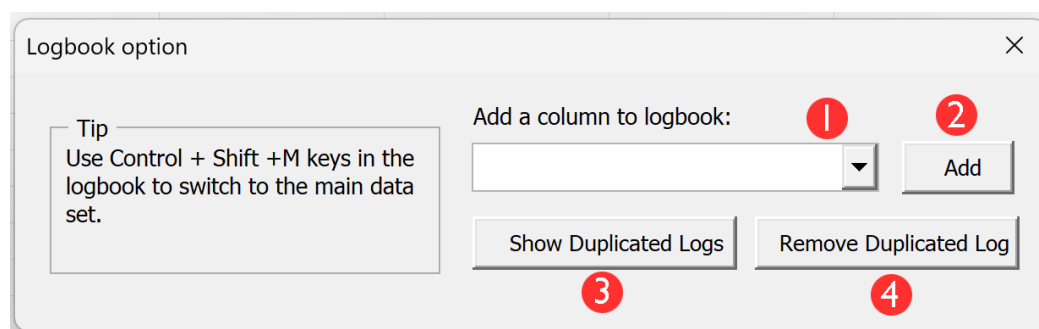 Logbook option
Tip
Use Control + Shift +M keys in the
logbook to switch to the main data
set.
Add a column to logbook:
1
2
Add
Show Duplicated Logs
Remove Duplicated Log
3
4